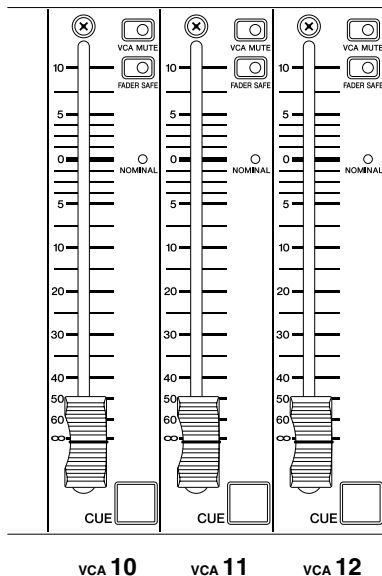 VCA MUTE VCA MUTE VCA MUTE
10 10 10
FADER SAFE FADER SAFE FADER SAFE
5 5 5
0 0 0
NOMINAL NOMINAL NOMINAL
5 5 5
10 10 10
20 20 20
30 30 30
40 40 40
50 50 50
60 60 60
∞ ∞ ∞
CUE CUE CUE
VCA 10 VCA 11 VCA 12